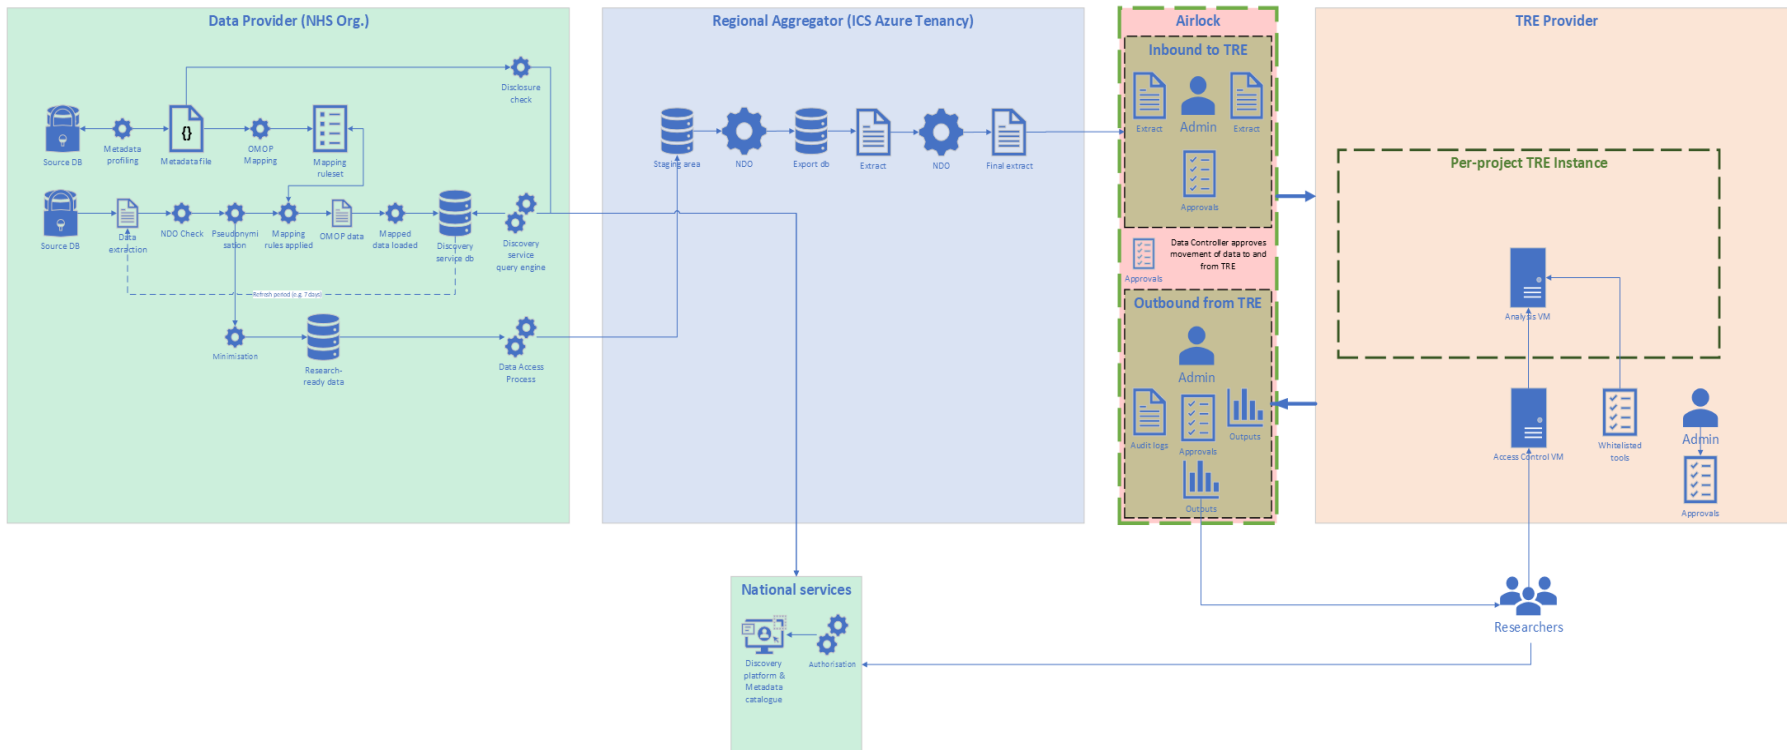 Data Provider (NHS Org.)
Disclosure
check
Source DB
Metadata
profiling
{}
Metadata file
OMOP
Mapping
Mapping
ruleset
Source DB
Data
extraction
NDO Check
Pseudonymi
sation
Mapping
rules applied
OMOP data
Mapped
data loaded
Discovery
service db
Discovery
service
query engine
Refresh period (e.g. 7 days)
Minimisation
Research-
ready data
Data Access
Process
Regional Aggregator (ICS Azure Tenancy)
Staging area
NDO
Export db
Extract
NDO
Final extract
Airlock
Inbound to TRE
Extract
Admin
Extract
Approvals
Approvals
Data Controller approves
movement of data to and
from TRE
Outbound from TRE
Admin
Audit logs
Approvals
Outputs
Outputs
TRE Provider
Per-project TRE Instance
Analysis VM
Access Control VM
Whitelisted
tools
Admin
Approvals
National services
Discovery
platform &
Metadata
catalogue
Authorisation
Researchers